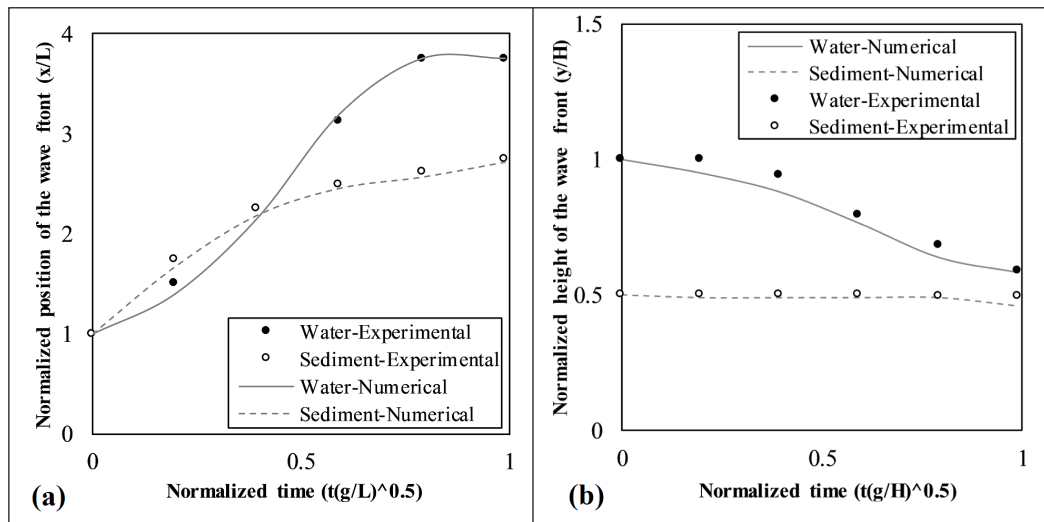 Normalized position of the wave ftont (x/L)
4
3
2
1
0
Water-Experimental
Sediment-Experimental
Water-Numerical
Sediment-Numerical
0
0.5
1
(a)
Normalized time (t(g/L)^0.5)
Normalized height of the wave front (y/H)
1.5
1
0.5
0
Water-Numerical
Sediment-Numerical
Water-Experimental
Sediment-Experimental
0
0.5
1
(b)
Normalized time (t(g/H)^0.5)